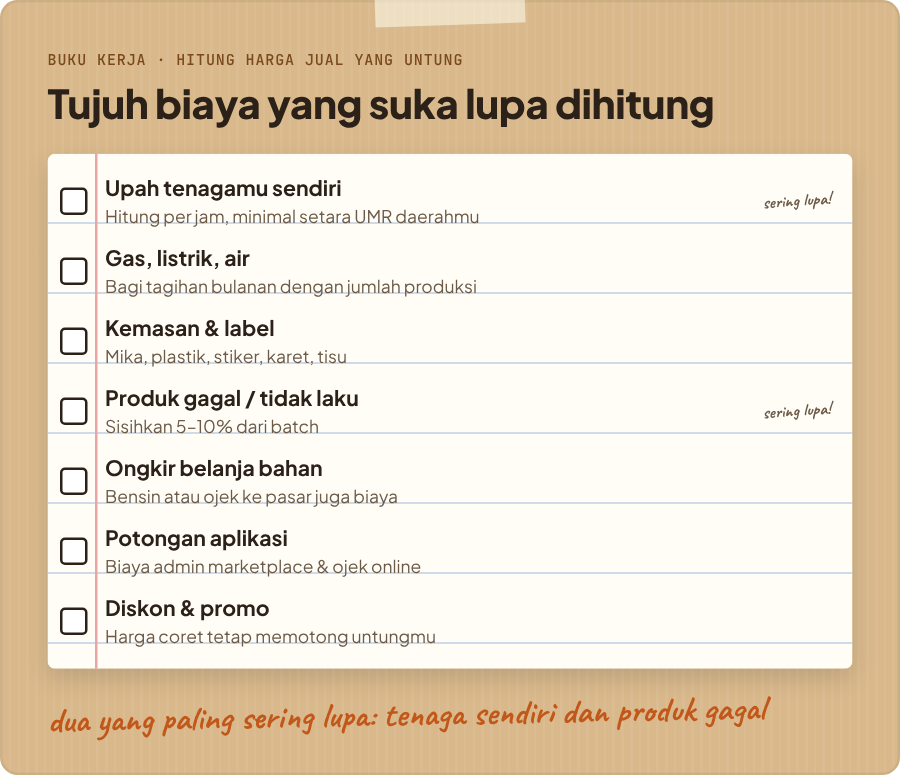 BUKU KERJA · HITUNG HARGA JUAL YANG UNTUNG
Tujuh biaya yang suka lupa dihitung
Upah tenagamu sendiri
sering lupa!
Hitung per jam, minimal setara UMR daerahmu
Gas, listrik, air
Bagi tagihan bulanan dengan jumlah produksi
Kemasan & label
Mika, plastik, stiker, karet, tisu
Produk gagal / tidak laku
sering lupa!
Sisihkan 5–10% dari batch
Ongkir belanja bahan
Bensin atau ojek ke pasar juga biaya
Potongan aplikasi
Biaya admin marketplace & ojek online
Diskon & promo
Harga coret tetap memotong untungmu
dua yang paling sering lupa: tenaga sendiri dan produk gagal